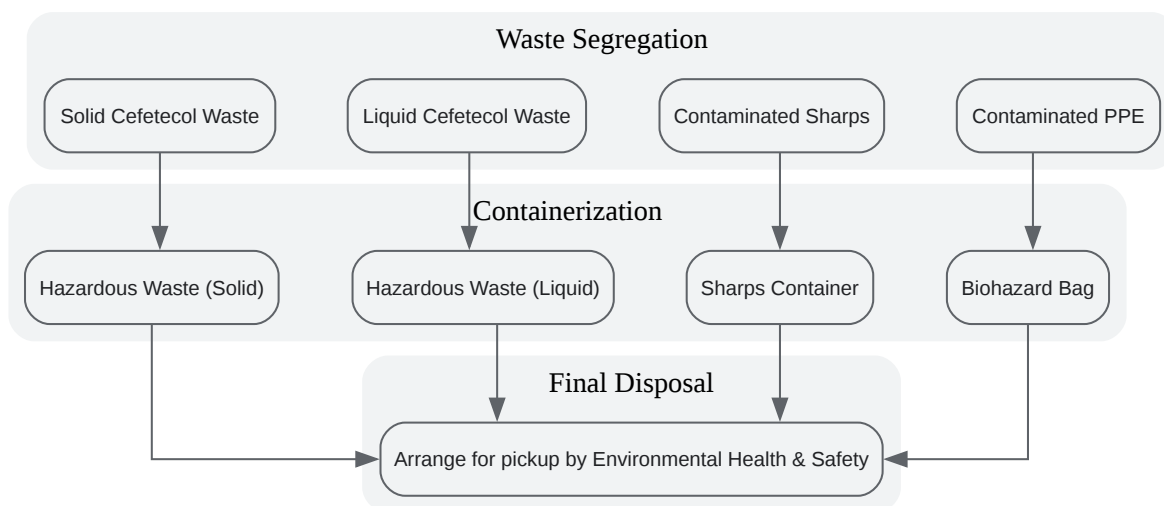 Waste Segregation
Solid Cefetecol Waste
Liquid Cefetecol Waste
Contaminated Sharps
Contaminated PPE
Containerization
Hazardous Waste (Solid)
Hazardous Waste (Liquid)
Sharps Container
Biohazard Bag
Final Disposal
Arrange for pickup by Environmental Health & Safety